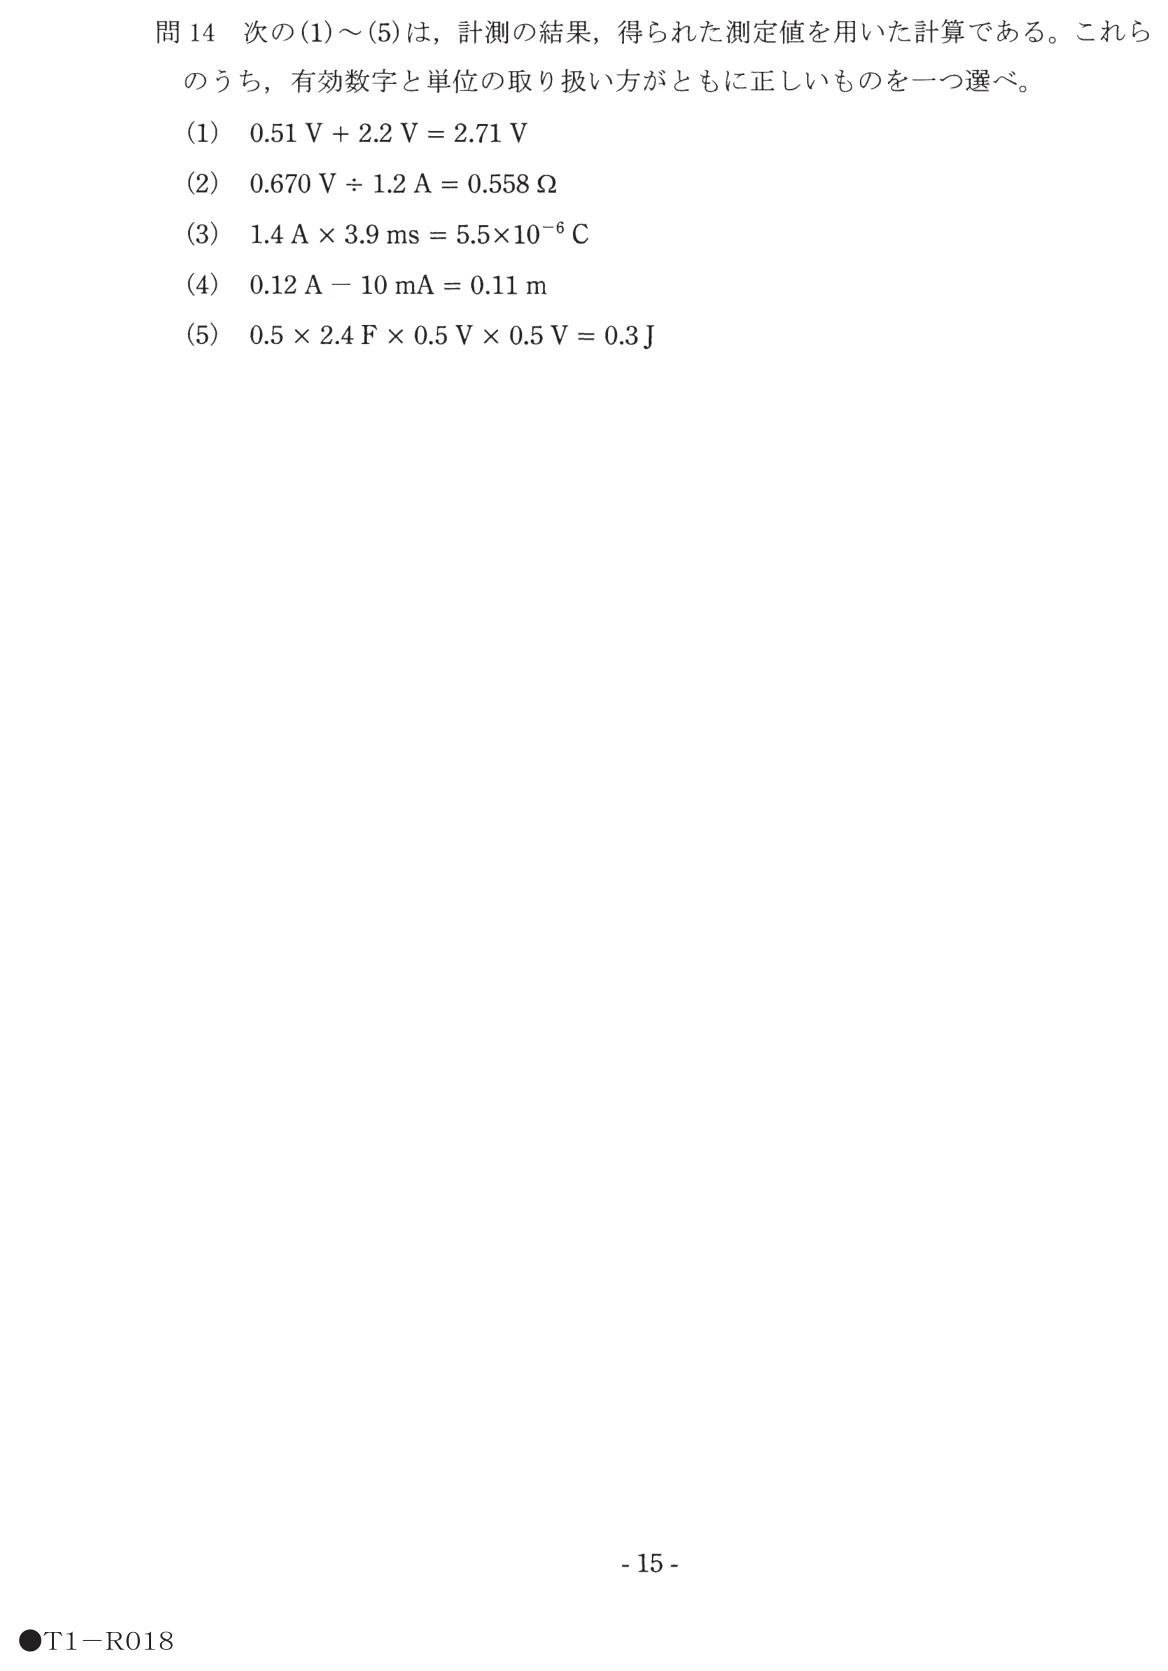 問 14　次の(1)～(5)は，計測の結果，得られた測定値を用いた計算である。これら
のうち，有効数字と単位の取り扱い方がともに正しいものを一つ選べ。
(1)　0.51 V + 2.2 V = 2.71 V
(2)　0.670 V ÷ 1.2 A = 0.558 Ω
(3)　1.4 A × 3.9 ms = 5.5×10⁻⁶ C
(4)　0.12 A － 10 mA = 0.11 m
(5)　0.5 × 2.4 F × 0.5 V × 0.5 V = 0.3 J
- 15 -
●T1－R018